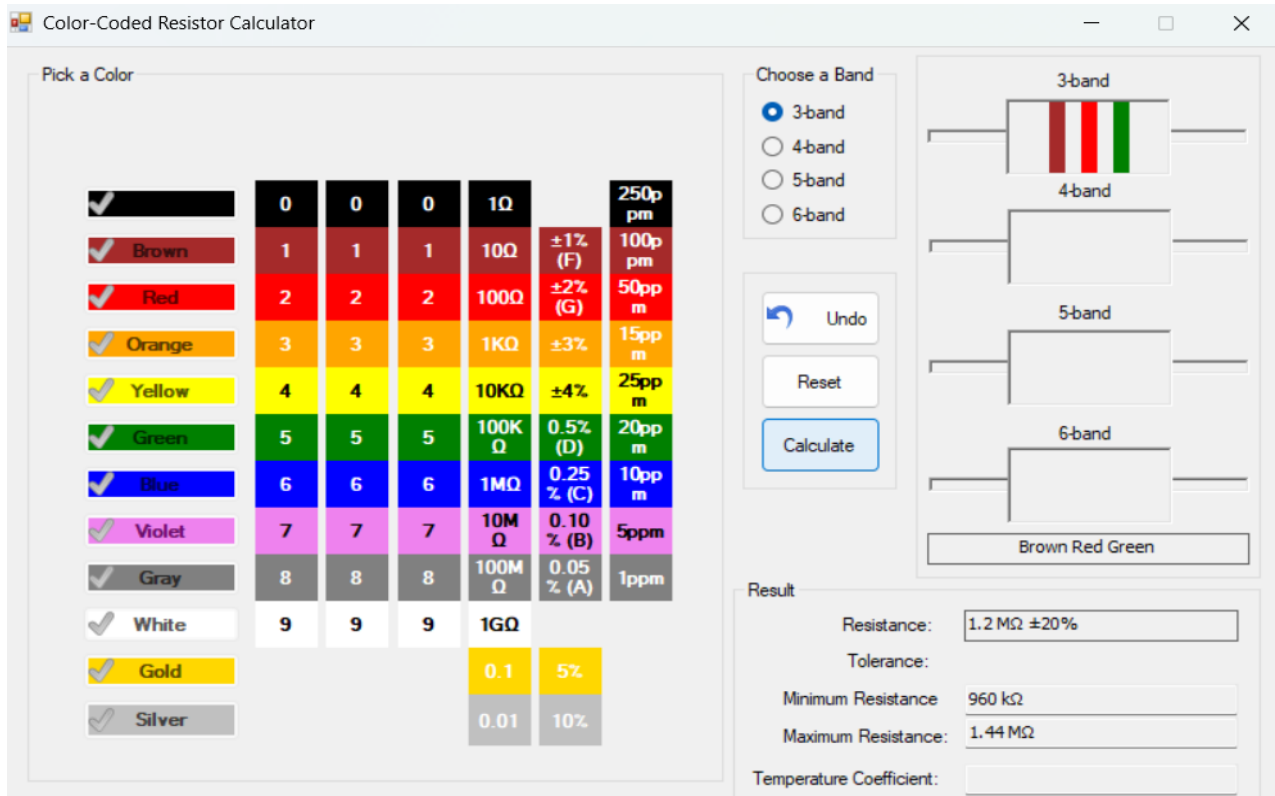 Color-Coded Resistor Calculator
Pick a Color
0 0 0 1Ω 250p
pm
Brown 1 1 1 10Ω ±1%
(F) 100p
pm
Red 2 2 2 100Ω ±2%
(G) 50pp
m
Orange 3 3 3 1KΩ ±3% 15pp
m
Yellow 4 4 4 10KΩ ±4% 25pp
m
Green 5 5 5 100K
Ω 0.5%
(D) 20pp
m
Blue 6 6 6 1MΩ 0.25
% (C) 10pp
m
Violet 7 7 7 10M
Ω 0.10
% (B) 5ppm
Gray 8 8 8 100M
Ω 0.05
% (A) 1ppm
White 9 9 9 1GΩ
Gold 0.1 5%
Silver 0.01 10%
Choose a Band
3-band
4-band
5-band
6-band
Undo
Reset
Calculate
3-band
4-band
5-band
6-band
Brown Red Green
Result
Resistance: 1.2 MΩ ±20%
Tolerance:
Minimum Resistance 960 kΩ
Maximum Resistance: 1.44 MΩ
Temperature Coefficient: